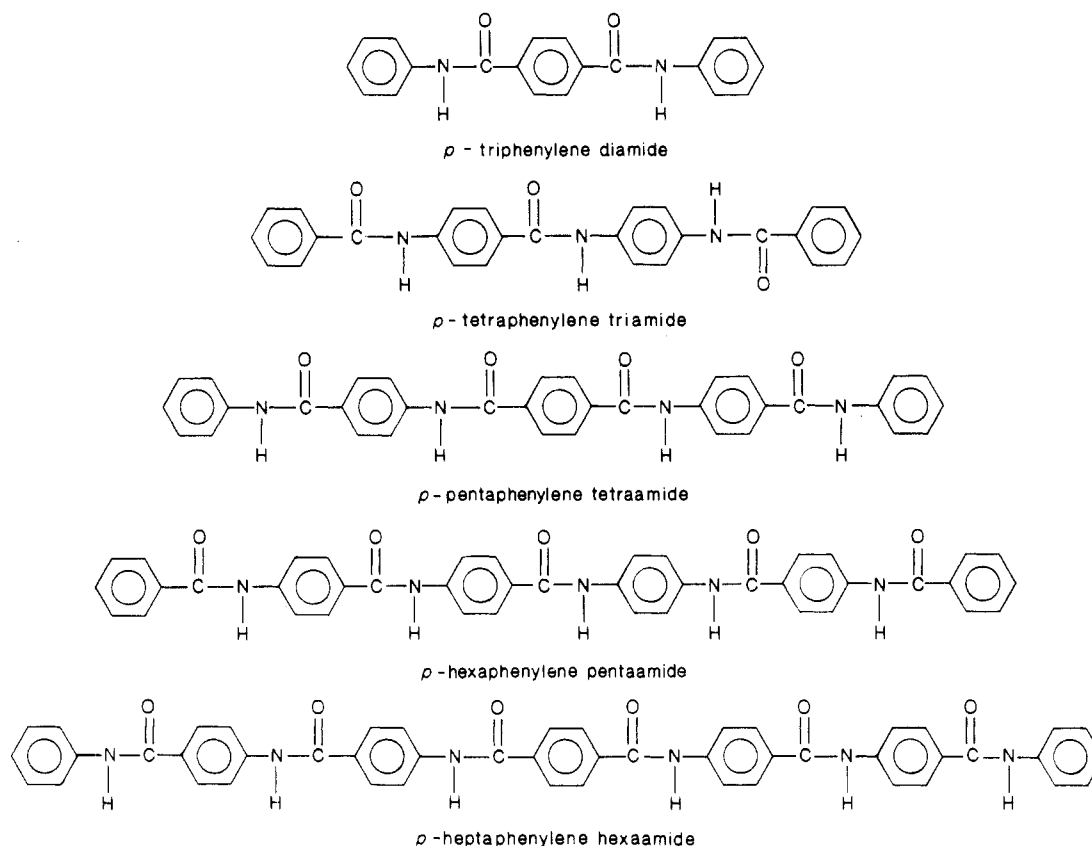 O O
N C C N
H H
p - triphenylene diamide
O O H
C N C N N C
H H O
p - tetraphenylene triamide
O O O O
N C N C C N C N
H H H H
p - pentaphenylene tetraamide
O O O O O
C N C N C N N C N C
H H H H H
p - hexaphenylene pentaamide
O O O O O O
N C N C N C C N C N C N
H H H H H H
p - heptaphenylene hexaamide